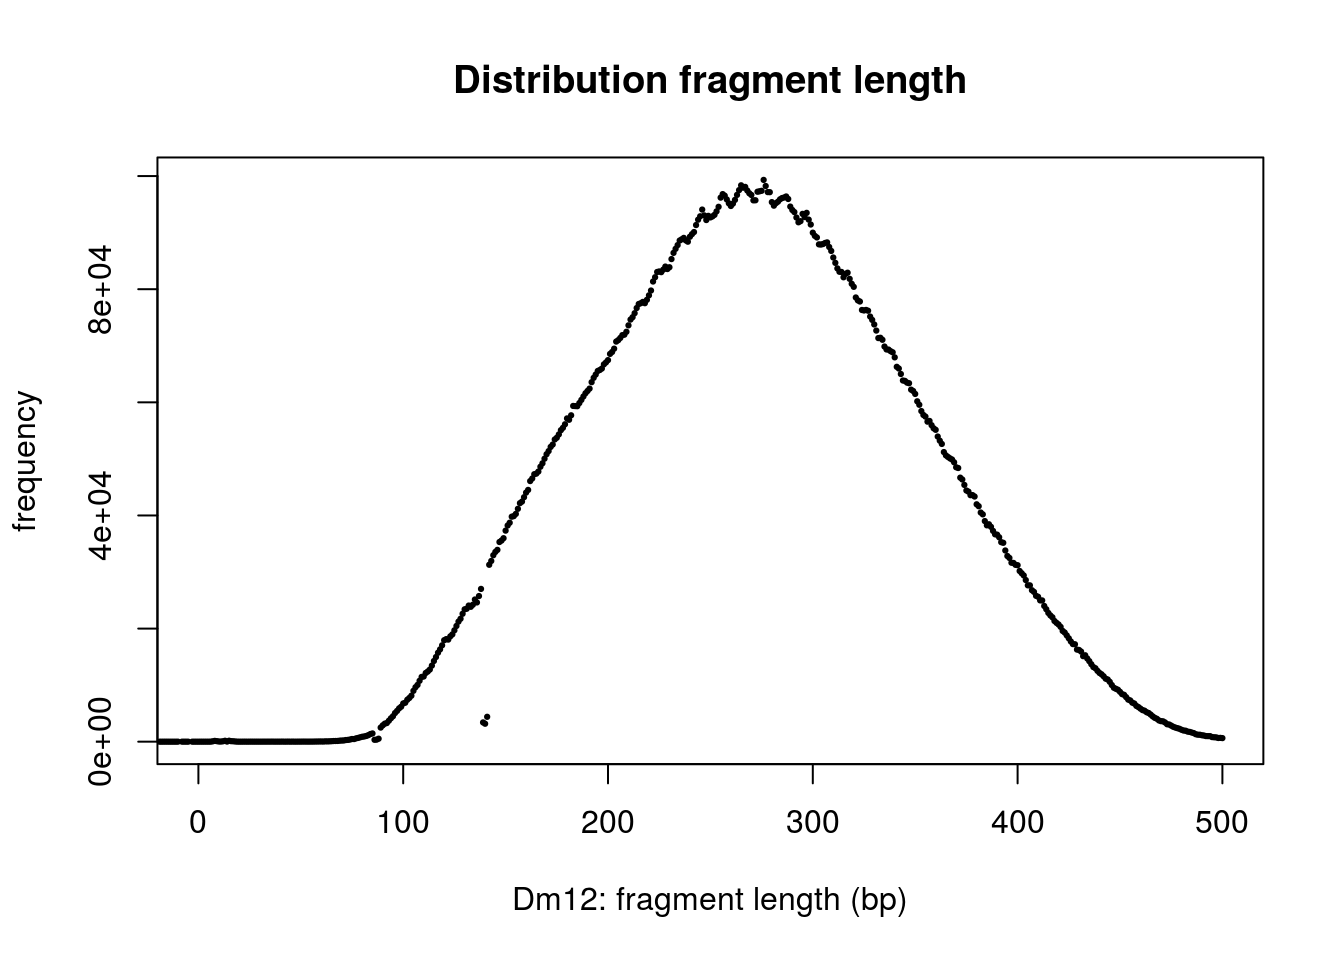 Distribution fragment length
8e+04
4e+04
0e+00
frequency
0 100 200 300 400 500
Dm12: fragment length (bp)